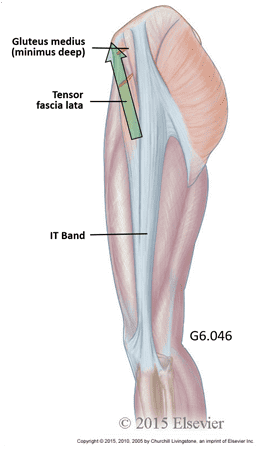 Gluteus medius
(minimus deep)
Tensor
fascia lata
IT Band
G6.046
© 2015 Elsevier
Copyright © 2015, 2010, 2005 by Churchill Livingstone, an imprint of Elsevier Inc.